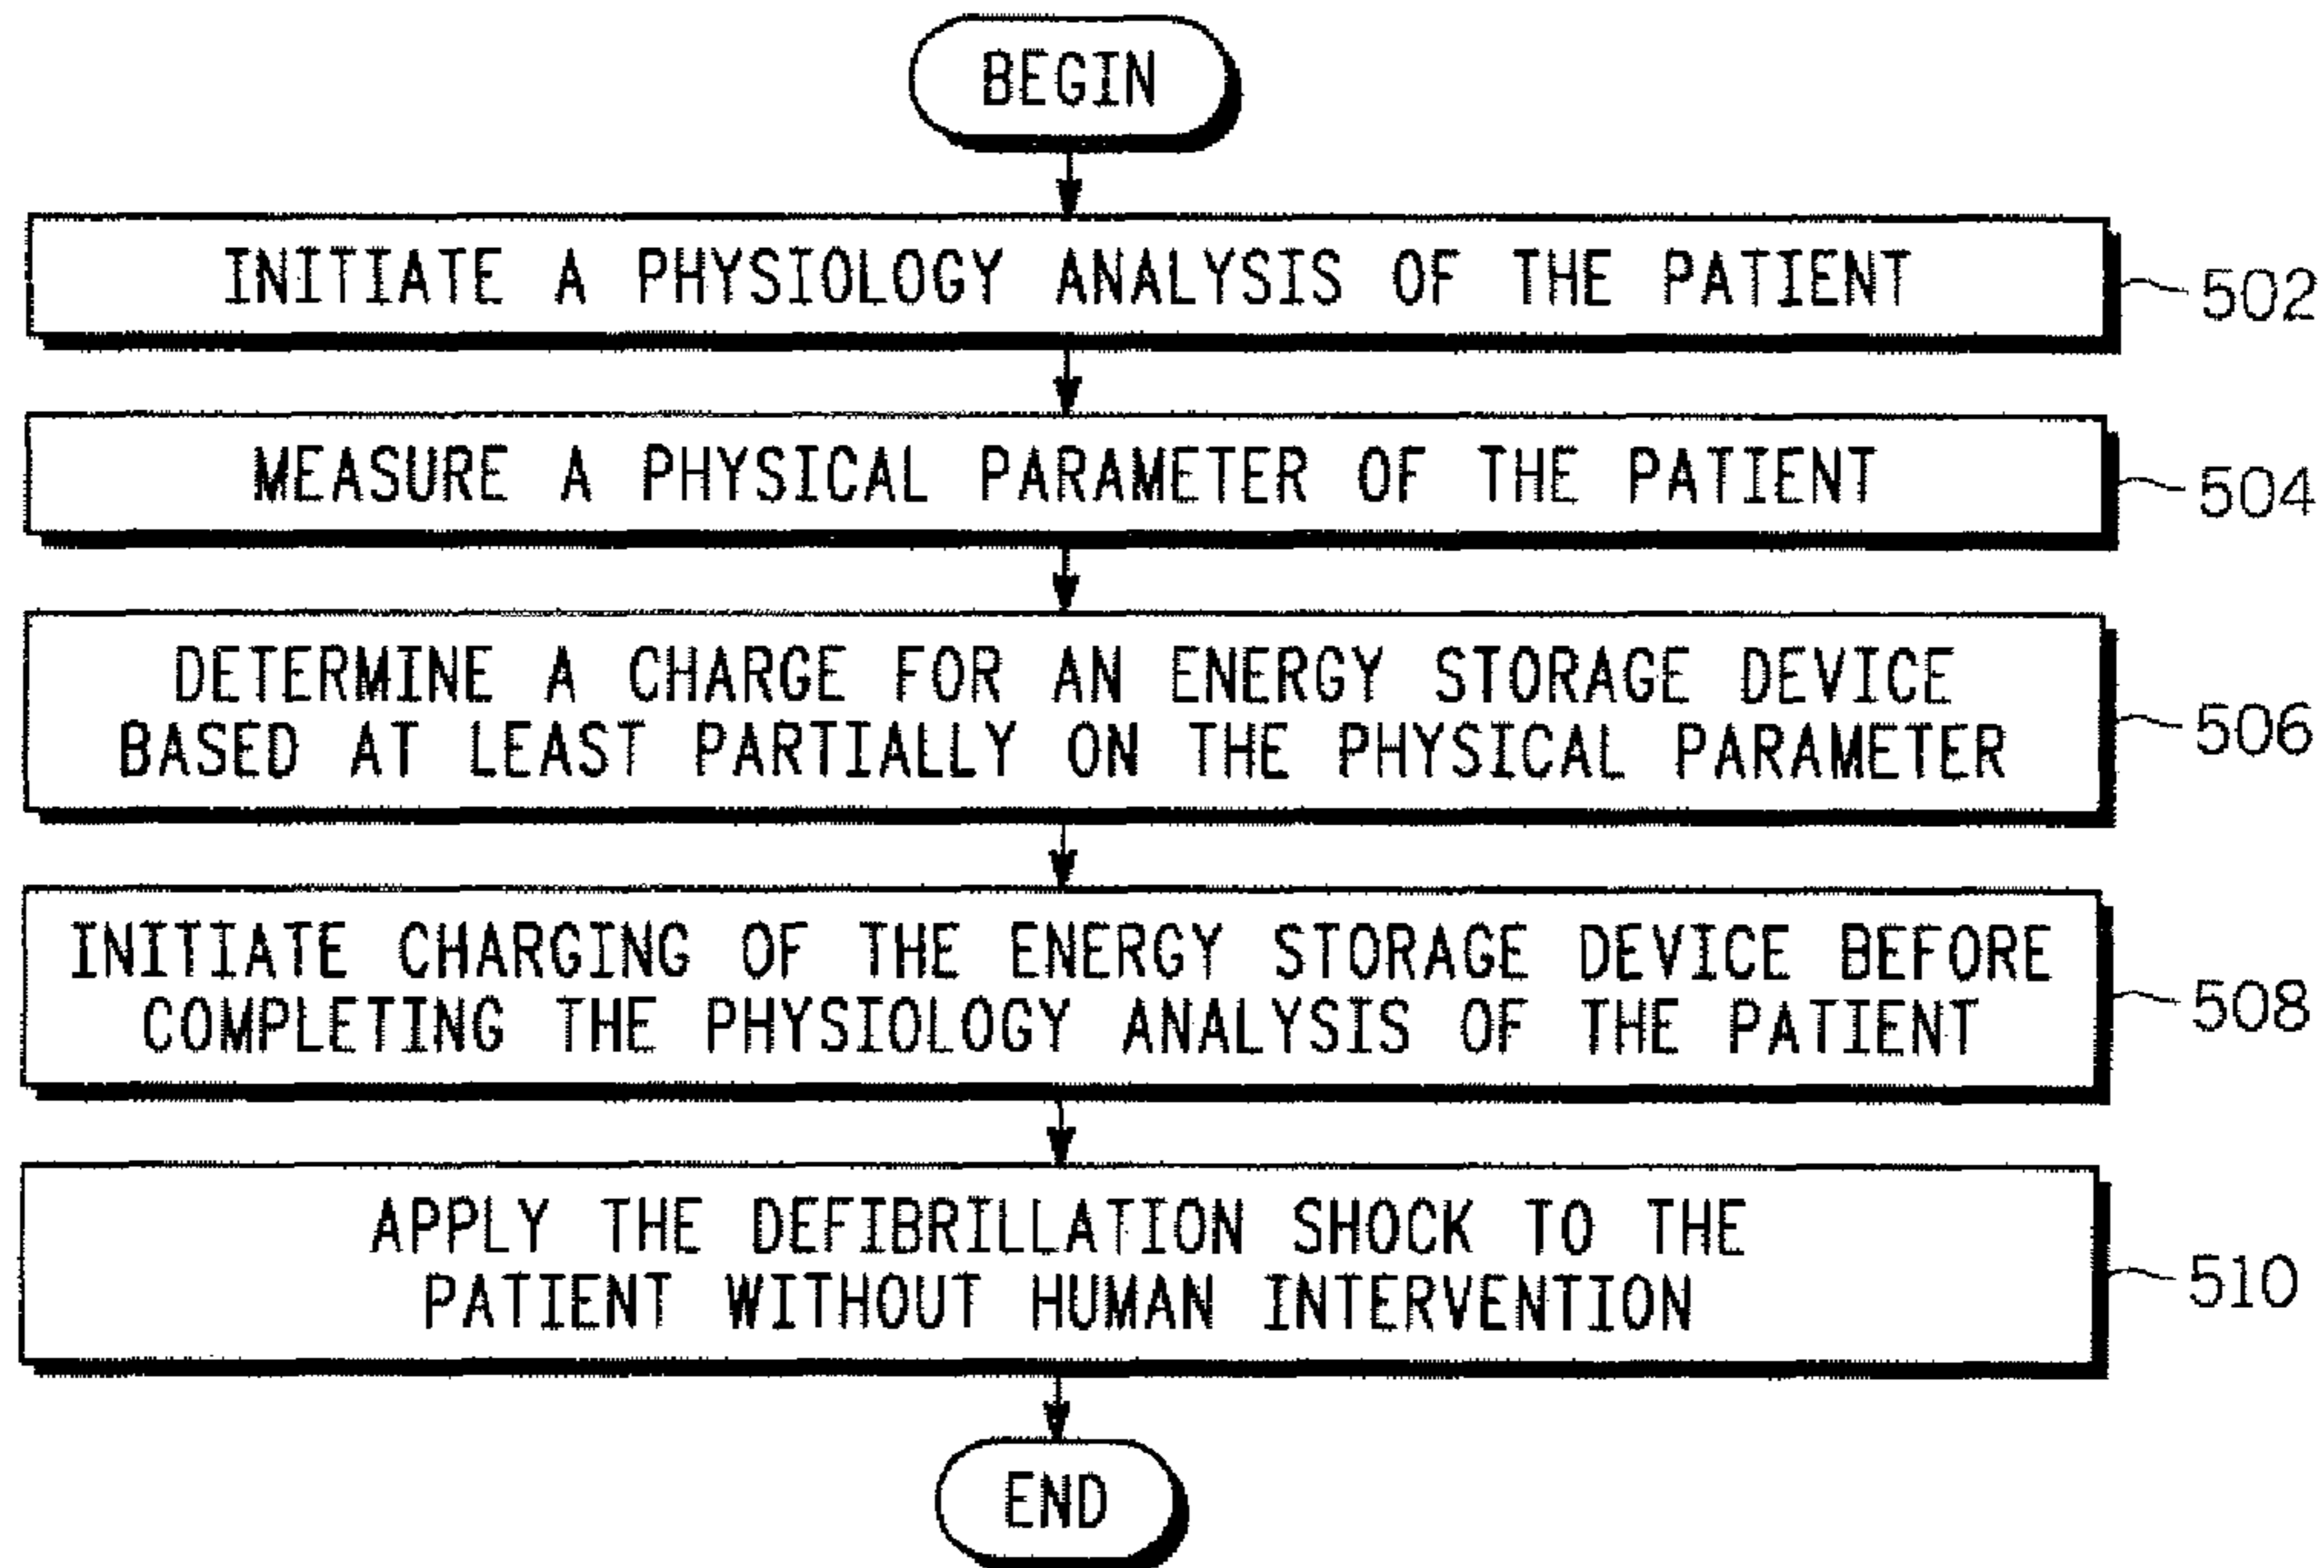 BEGIN
INITIATE A PHYSIOLOGY ANALYSIS OF THE PATIENT
502
MEASURE A PHYSICAL PARAMETER OF THE PATIENT
504
DETERMINE A CHARGE FOR AN ENERGY STORAGE DEVICE
BASED AT LEAST PARTIALLY ON THE PHYSICAL PARAMETER
506
INITIATE CHARGING OF THE ENERGY STORAGE DEVICE BEFORE
COMPLETING THE PHYSIOLOGY ANALYSIS OF THE PATIENT
508
APPLY THE DEFIBRILLATION SHOCK TO THE
PATIENT WITHOUT HUMAN INTERVENTION
510
END